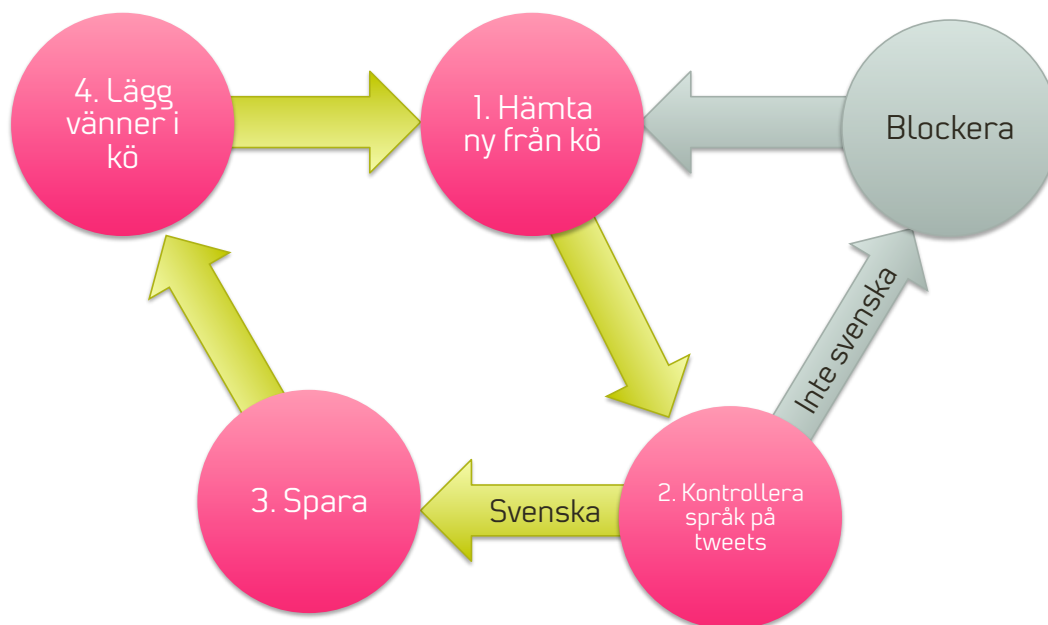 4. Lägg
vänner i
kö
1. Hämta
ny från kö
Blockera
Inte svenska
3. Spara
Svenska
2. Kontrollera
språk på
tweets